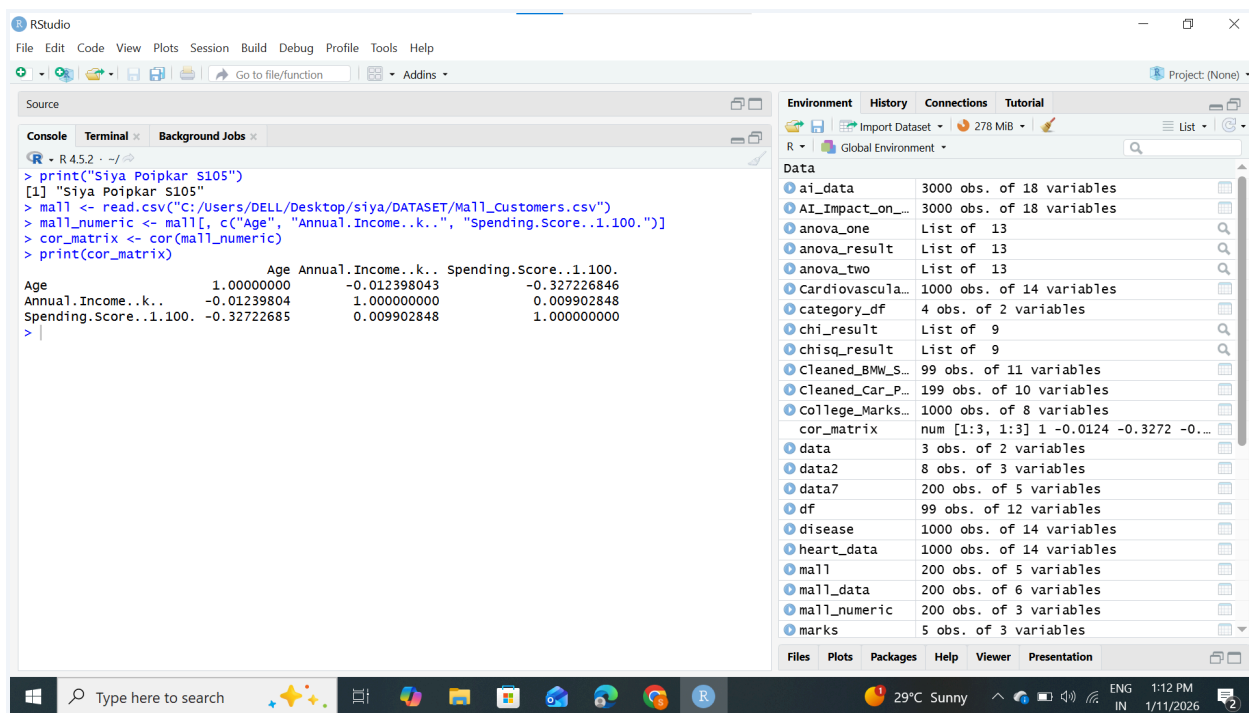 RStudio
File Edit Code View Plots Session Build Debug Profile Tools Help
Go to file/function Addins Project: (None)
Source
Console Terminal Background Jobs
R R 4.5.2 · ~/
> print("Siya Poipkar S105")
[1] "Siya Poipkar S105"
> mall <- read.csv("C:/Users/DELL/Desktop/siya/DATASET/Mall_Customers.csv")
> mall_numeric <- mall[, c("Age", "Annual.Income..k..", "Spending.Score..1.100.")]
> cor_matrix <- cor(mall_numeric)
> print(cor_matrix)
Age Annual.Income..k.. Spending.Score..1.100.
Age 1.00000000 -0.012398043 -0.327226846
Annual.Income..k.. -0.01239804 1.000000000 0.009902848
Spending.Score..1.100. -0.32722685 0.009902848 1.000000000
>
Environment History Connections Tutorial
Import Dataset 278 MiB List
R Global Environment
Data
ai_data 3000 obs. of 18 variables
AI_Impact_on_… 3000 obs. of 18 variables
anova_one List of 13
anova_result List of 13
anova_two List of 13
Cardiovascula… 1000 obs. of 14 variables
category_df 4 obs. of 2 variables
chi_result List of 9
chisq_result List of 9
Cleaned_BMW_S… 99 obs. of 11 variables
Cleaned_Car_P… 199 obs. of 10 variables
College_Marks… 1000 obs. of 8 variables
cor_matrix num [1:3, 1:3] 1 -0.0124 -0.3272 -0.…
data 3 obs. of 2 variables
data2 8 obs. of 3 variables
data7 200 obs. of 5 variables
df 99 obs. of 12 variables
disease 1000 obs. of 14 variables
heart_data 1000 obs. of 14 variables
mall 200 obs. of 5 variables
mall_data 200 obs. of 6 variables
mall_numeric 200 obs. of 3 variables
marks 5 obs. of 3 variables
Files Plots Packages Help Viewer Presentation
Type here to search
R
1
29°C Sunny
ENG
IN
1:12 PM
1/11/2026
2